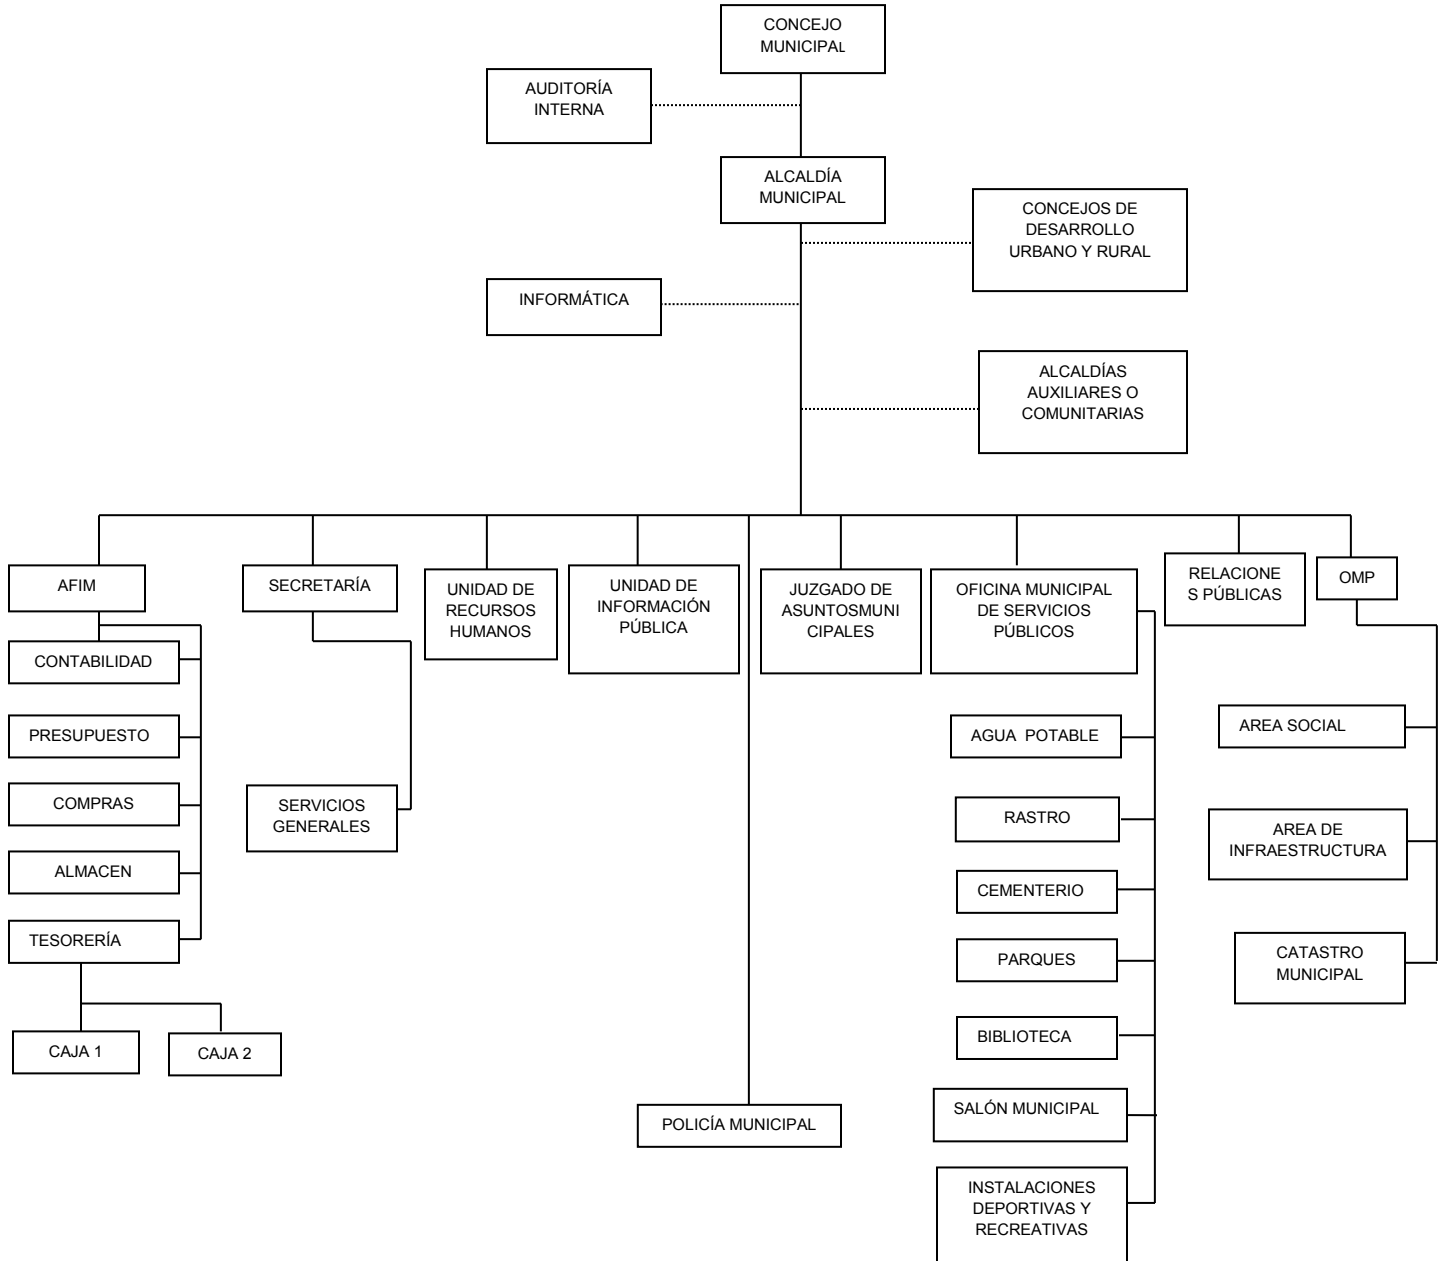 CONCEJO
MUNICIPAL
AUDITORÍA
INTERNA
ALCALDÍA
MUNICIPAL
CONCEJOS DE
DESARROLLO
URBANO Y RURAL
INFORMÁTICA
ALCALDÍAS
AUXILIARES O
COMUNITARIAS
AFIM
SECRETARÍA
UNIDAD DE
RECURSOS
HUMANOS
UNIDAD DE
INFORMACIÓN
PÚBLICA
JUZGADO DE
ASUNTOSMUNI
CIPALES
OFICINA MUNICIPAL
DE SERVICIOS
PÚBLICOS
RELACIONE
S PÚBLICAS
OMP
CONTABILIDAD
PRESUPUESTO
COMPRAS
ALMACEN
TESORERÍA
CAJA 1
CAJA 2
SERVICIOS
GENERALES
POLICÍA MUNICIPAL
AGUA  POTABLE
RASTRO
CEMENTERIO
PARQUES
BIBLIOTECA
SALÓN MUNICIPAL
INSTALACIONES
DEPORTIVAS Y
RECREATIVAS
AREA SOCIAL
AREA DE
INFRAESTRUCTURA
CATASTRO
MUNICIPAL